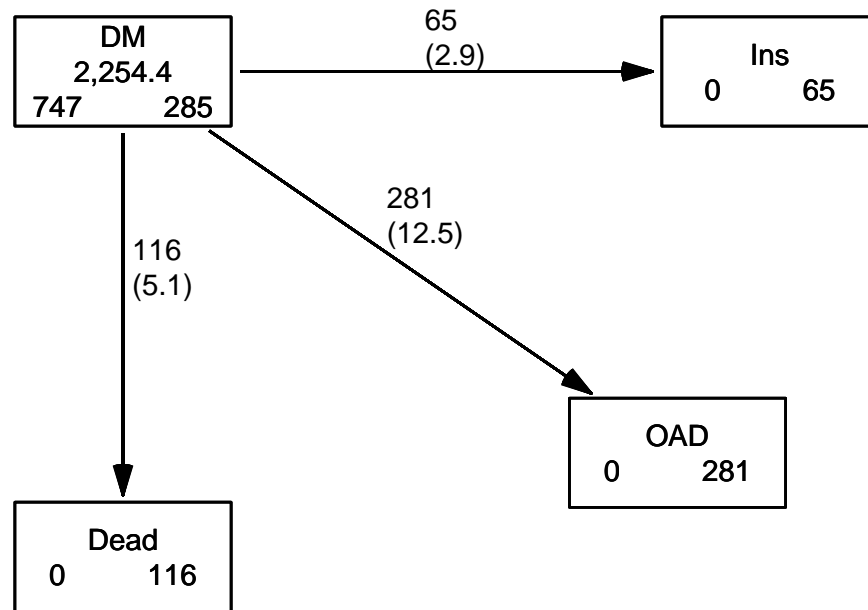 DM
2,254.4
747 285
65
(2.9)
Ins
0 65
281
(12.5)
116
(5.1)
OAD
0 281
Dead
0 116